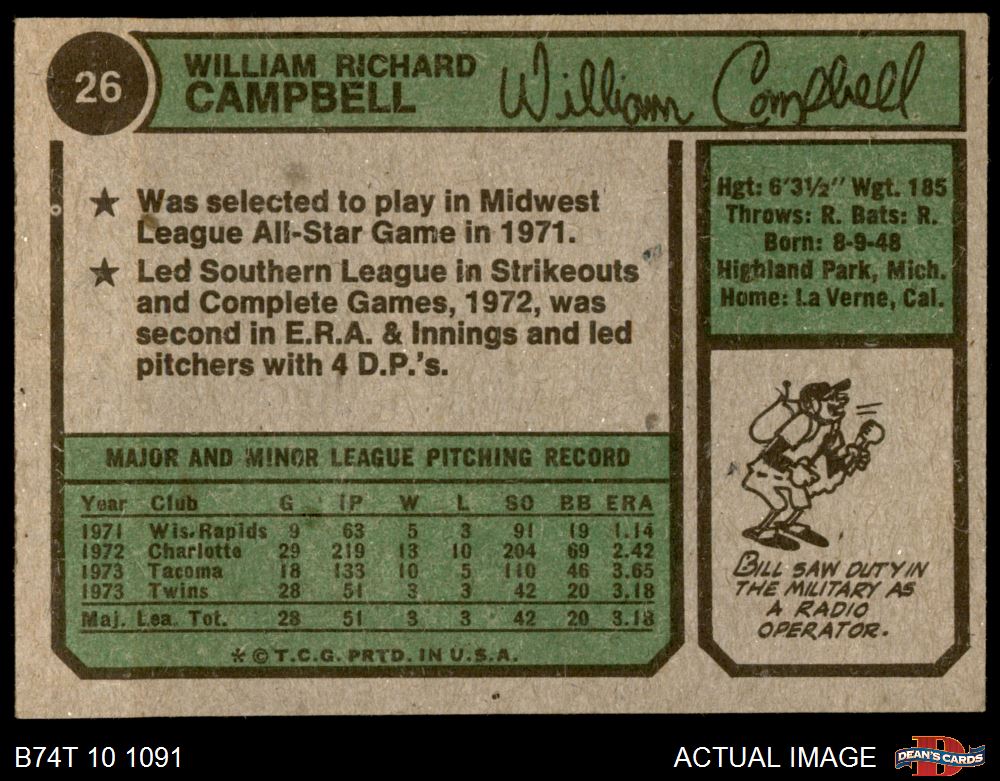 26
WILLIAM RICHARD
CAMPBELL
William Campbell
★ Was selected to play in Midwest
League All-Star Game in 1971.
★ Led Southern League in Strikeouts
and Complete Games, 1972, was
second in E.R.A. & Innings and led
pitchers with 4 D.P.'s.
MAJOR AND MINOR LEAGUE PITCHING RECORD
Year Club G IP W L SO BB ERA
1971 Wis. Rapids 9 63 5 3 91 19 1.14
1972 Charlotte 29 219 13 10 204 69 2.42
1973 Tacoma 18 133 10 5 110 46 3.65
1973 Twins 28 51 3 3 42 20 3.18
Maj. Lea. Tot. 28 51 3 3 42 20 3.18
* © T.C.G. PRTD. IN U.S.A.
Hgt: 6'3½" Wgt. 185
Throws: R. Bats: R.
Born: 8-9-48
Highland Park, Mich.
Home: La Verne, Cal.
BILL SAW DUTY IN
THE MILITARY AS
A RADIO
OPERATOR.
B74T 10 1091
ACTUAL IMAGE
DEAN'S CARDS